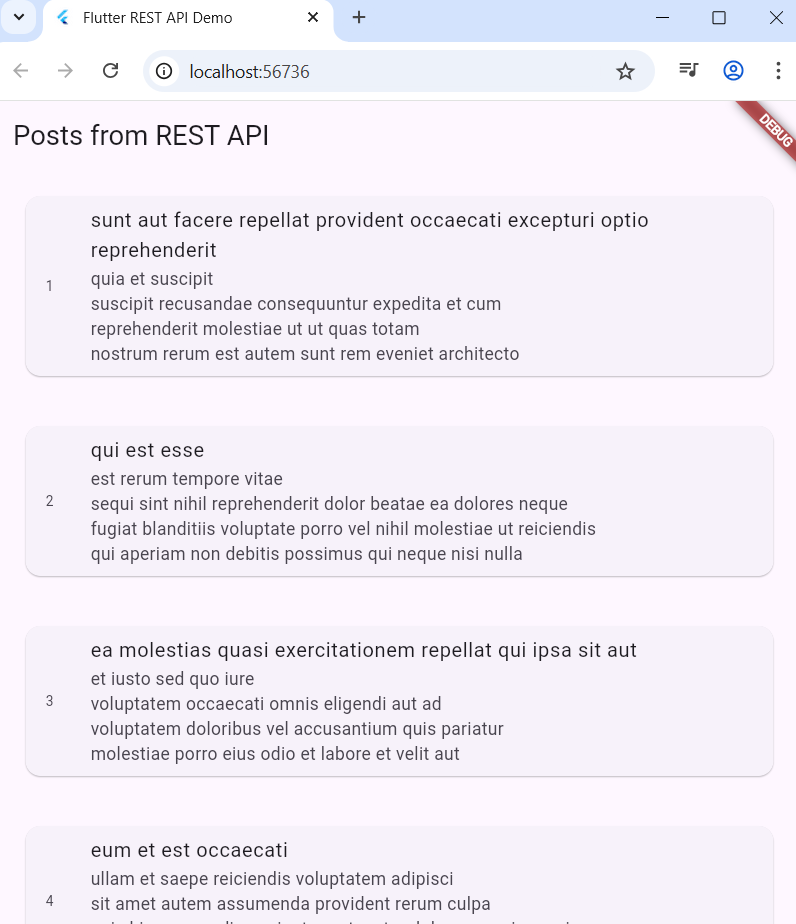 Flutter REST API Demo
localhost:56736
DEBUG
Posts from REST API
sunt aut facere repellat provident occaecati excepturi optio
reprehenderit
1
quia et suscipit
suscipit recusandae consequuntur expedita et cum
reprehenderit molestiae ut ut quas totam
nostrum rerum est autem sunt rem eveniet architecto
qui est esse
2
est rerum tempore vitae
sequi sint nihil reprehenderit dolor beatae ea dolores neque
fugiat blanditiis voluptate porro vel nihil molestiae ut reiciendis
qui aperiam non debitis possimus qui neque nisi nulla
ea molestias quasi exercitationem repellat qui ipsa sit aut
3
et iusto sed quo iure
voluptatem occaecati omnis eligendi aut ad
voluptatem doloribus vel accusantium quis pariatur
molestiae porro eius odio et labore et velit aut
eum et est occaecati
4
ullam et saepe reiciendis voluptatem adipisci
sit amet autem assumenda provident rerum culpa